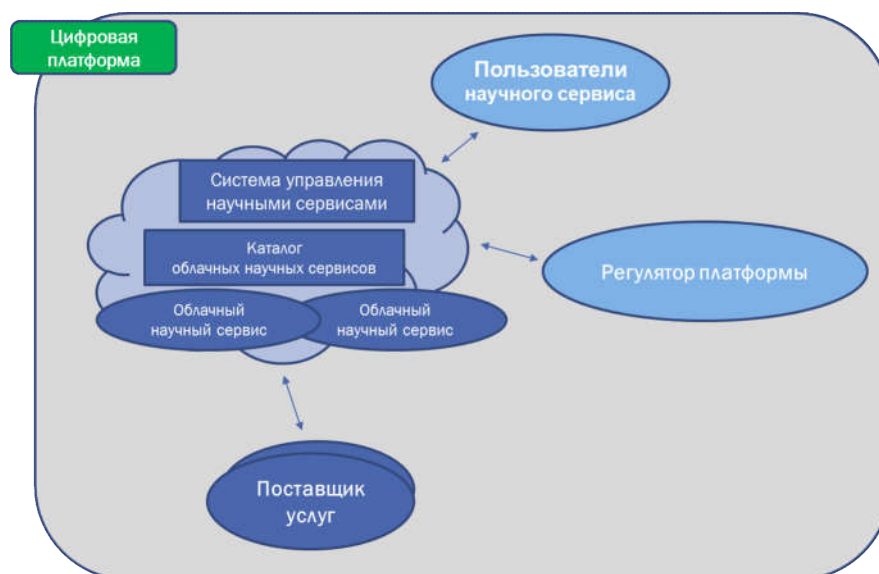 Цифровая
платформа
Пользователи
научного сервиса
Система управления
научными сервисами
Каталог
облачных научных сервисов
Регулятор платформы
Облачный
научный сервис
Облачный
научный сервис
Поставщик
услуг